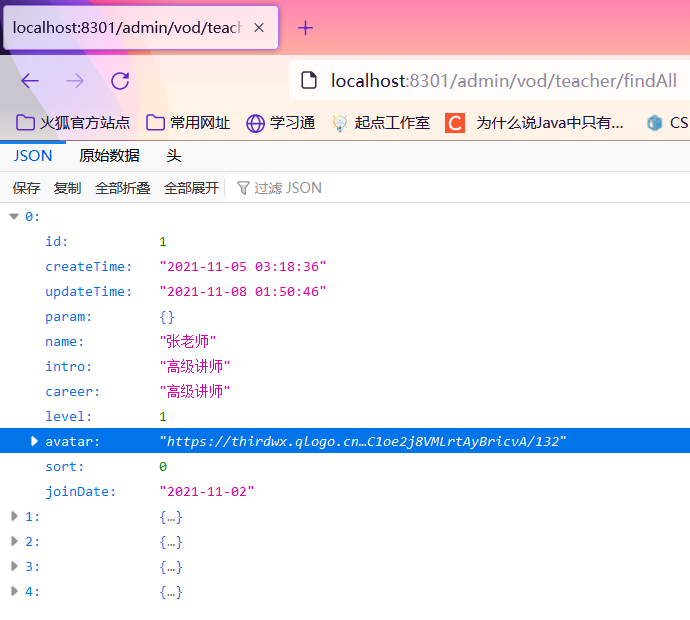 localhost:8301/admin/vod/teach
localhost:8301/admin/vod/teacher/findAll
火狐官方站点 常用网址 学习通 起点工作室 C 为什么说Java中只有... CS
JSON 原始数据 头
保存 复制 全部折叠 全部展开 过滤 JSON
0:
id: 1
createTime: "2021-11-05 03:18:36"
updateTime: "2021-11-08 01:50:46"
param: {}
name: "张老师"
intro: "高级讲师"
career: "高级讲师"
level: 1
avatar: "https://thirdwx.qlogo.cn…C1oe2j8VMLrtAyBricvA/132"
sort: 0
joinDate: "2021-11-02"
1: {…}
2: {…}
3: {…}
4: {…}